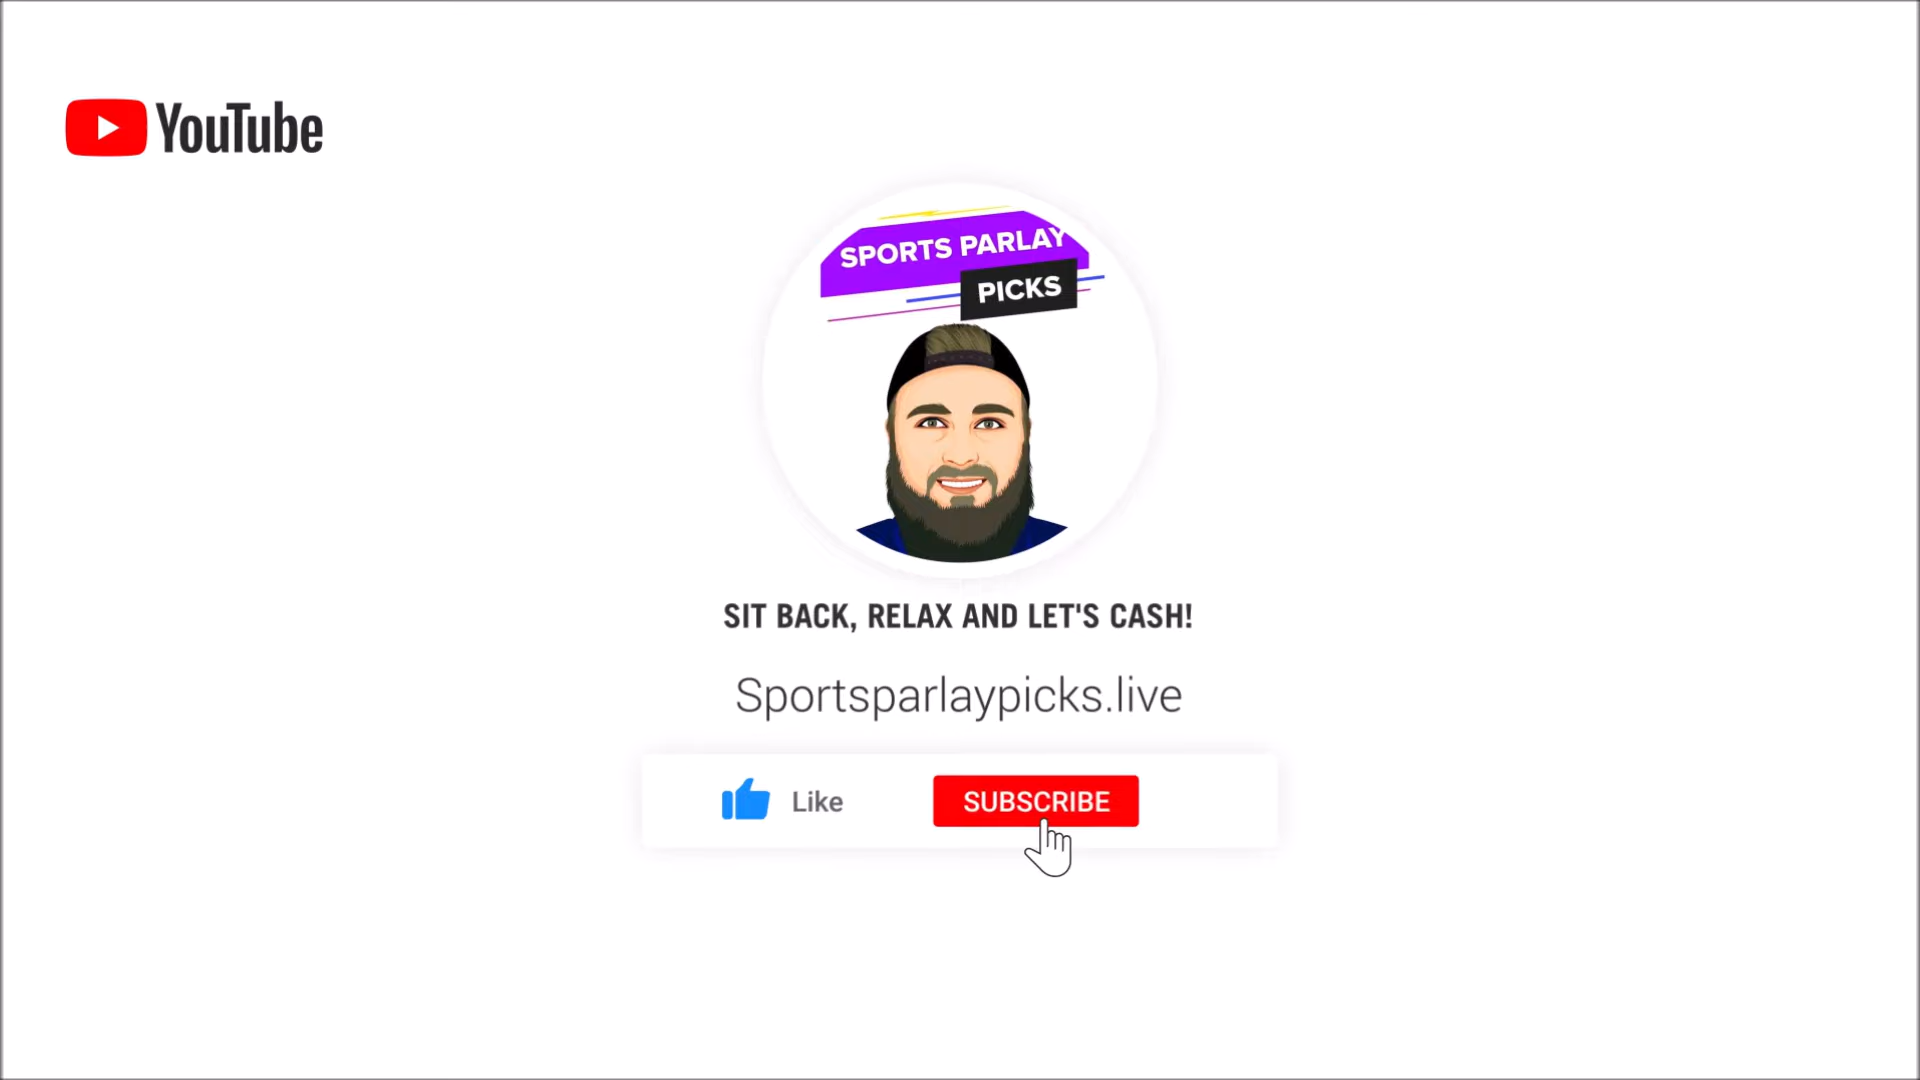 YouTube
SPORTS PARLAY
PICKS
SIT BACK, RELAX AND LET'S CASH!
Sportsparlaypicks.live
Like
SUBSCRIBE